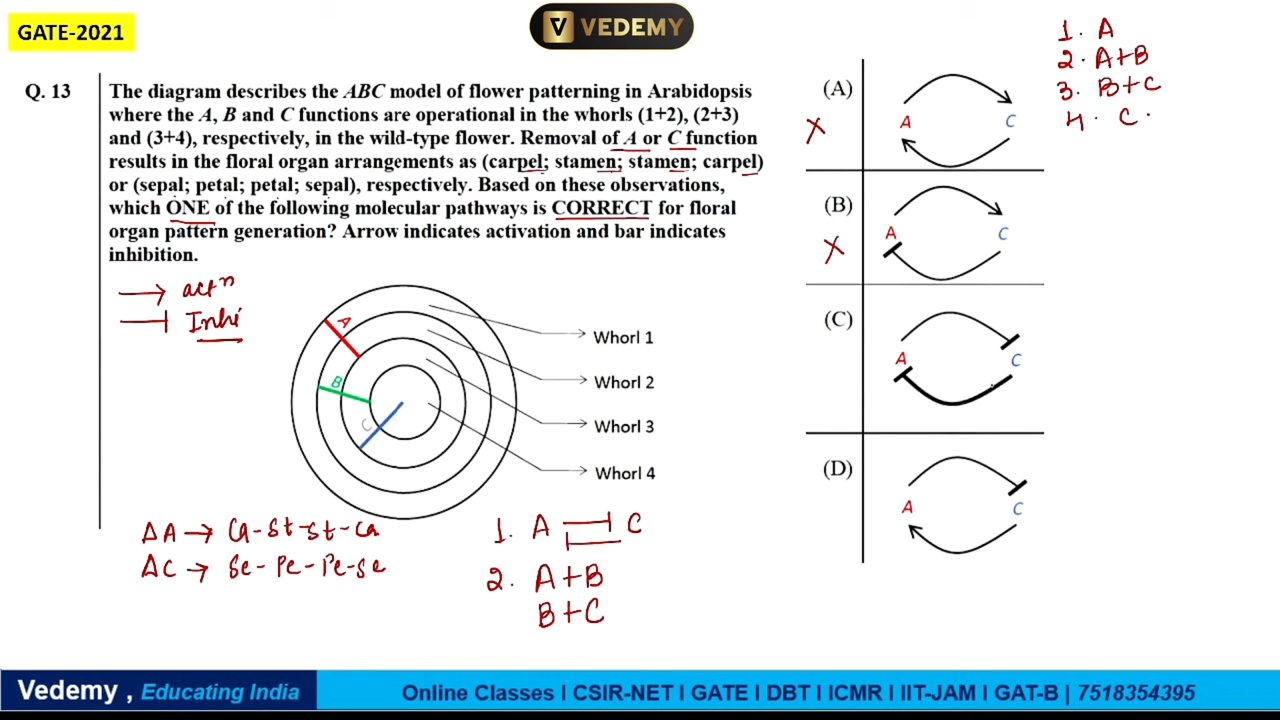 GATE-2021
V VEDEMY
1. A
2. A+B
3. B+C
4. C
Q. 13
The diagram describes the ABC model of flower patterning in Arabidopsis
where the A, B and C functions are operational in the whorls (1+2), (2+3)
and (3+4), respectively, in the wild-type flower. Removal of A or C function
results in the floral organ arrangements as (carpel; stamen; stamen; carpel)
or (sepal; petal; petal; sepal), respectively. Based on these observations,
which ONE of the following molecular pathways is CORRECT for floral
organ pattern generation? Arrow indicates activation and bar indicates
inhibition.
→ actⁿ
⊣ Inhi
A
B
C
Whorl 1
Whorl 2
Whorl 3
Whorl 4
ΔA → Ca-St-St-Ca
ΔC → Se-Pe-Pe-Se
1. A C
2. A+B
B+C
(A)
X
A C
(B)
X
A C
(C)
A C
(D)
A C
Vedemy , Educating India
Online Classes I CSIR-NET I GATE I DBT I ICMR I IIT-JAM I GAT-B | 7518354395